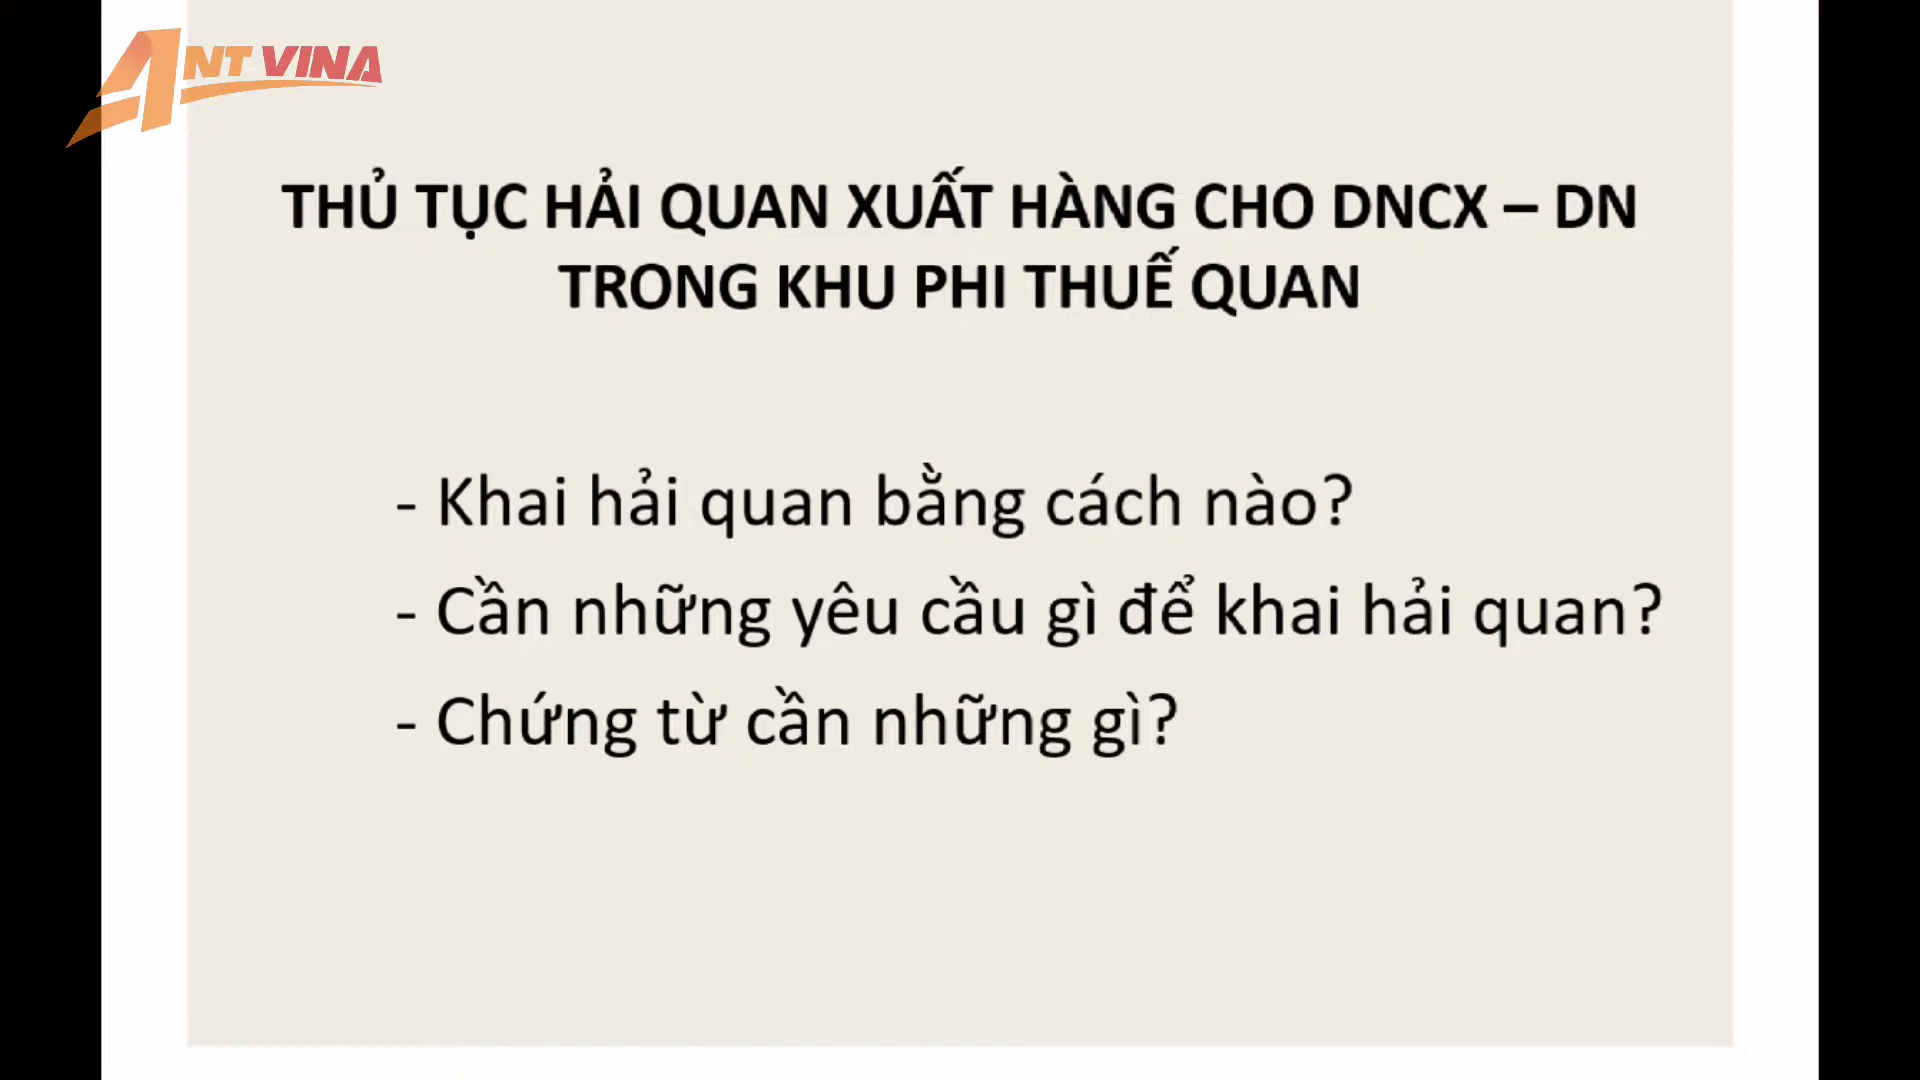 ANT VINA
THỦ TỤC HẢI QUAN XUẤT HÀNG CHO DNCX – DN
TRONG KHU PHI THUẾ QUAN
- Khai hải quan bằng cách nào?
- Cần những yêu cầu gì để khai hải quan?
- Chứng từ cần những gì?